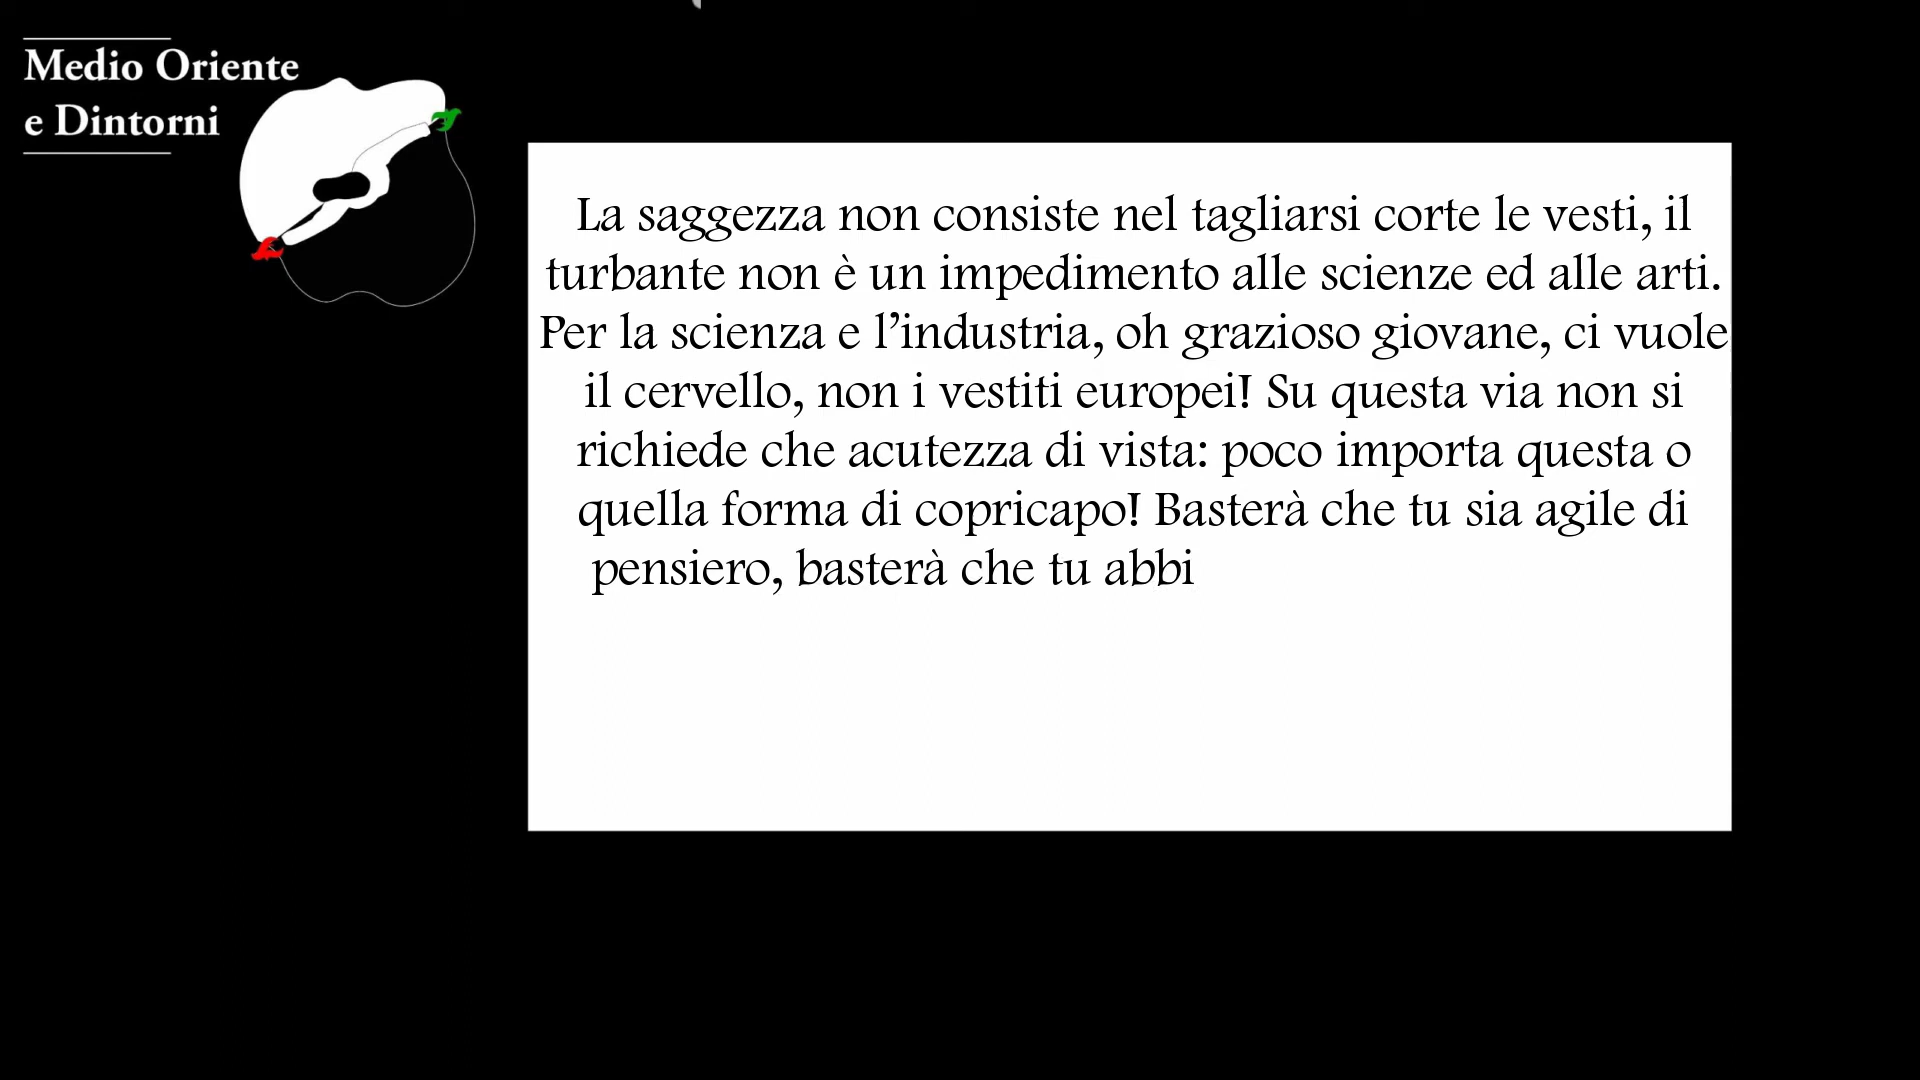 Medio Oriente
e Dintorni
La saggezza non consiste nel tagliarsi corte le vesti, il
turbante non è un impedimento alle scienze ed alle arti.
Per la scienza e l’industria, oh grazioso giovane, ci vuole
il cervello, non i vestiti europei! Su questa via non si
richiede che acutezza di vista: poco importa questa o
quella forma di copricapo! Basterà che tu sia agile di
pensiero, basterà che tu abbi